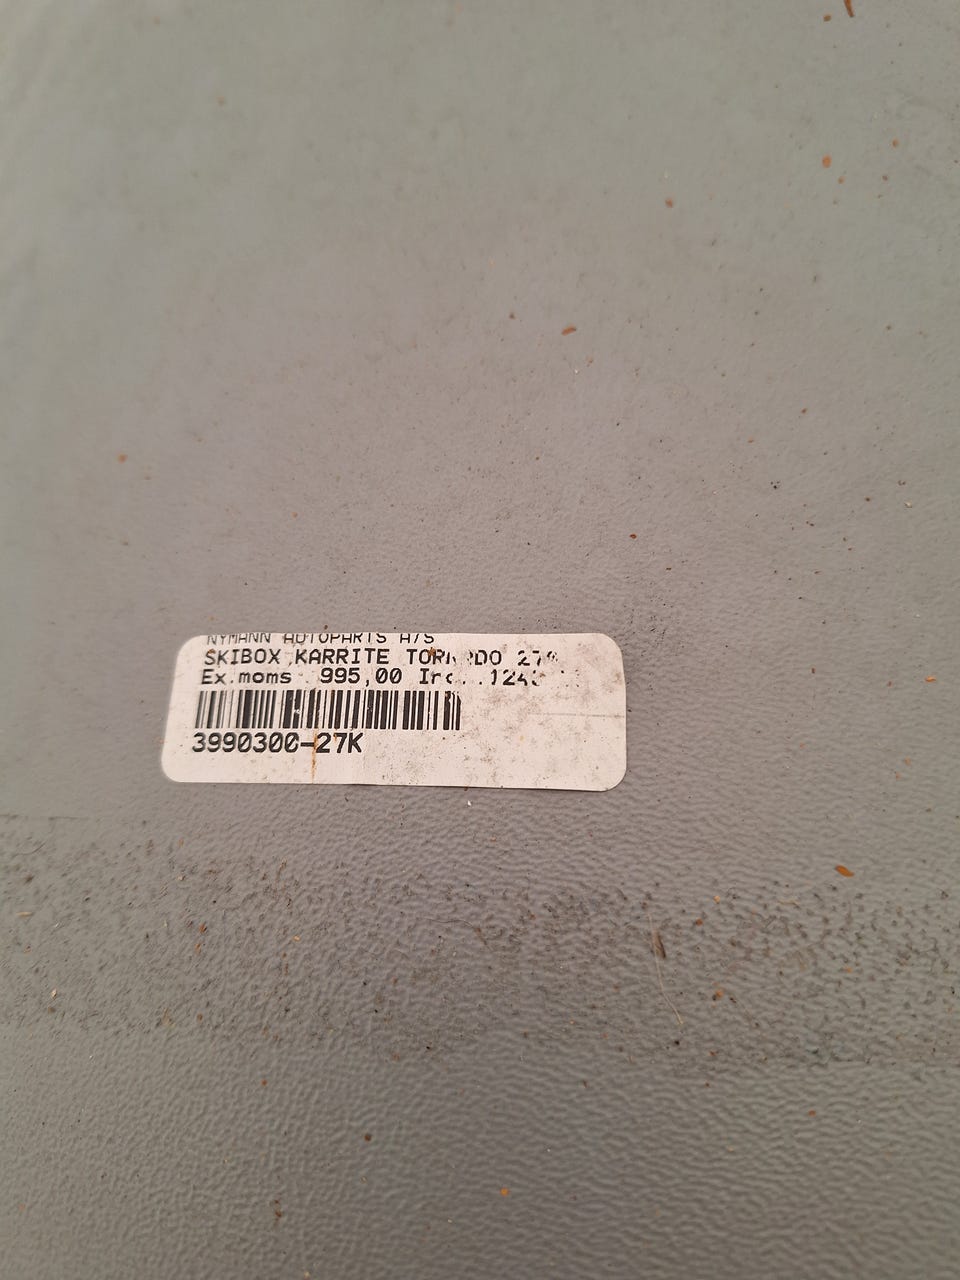 NYMANN AUTOPARTS A/S
SKIBOX KARRITE
Ex.moms 995,00
3990300-27K